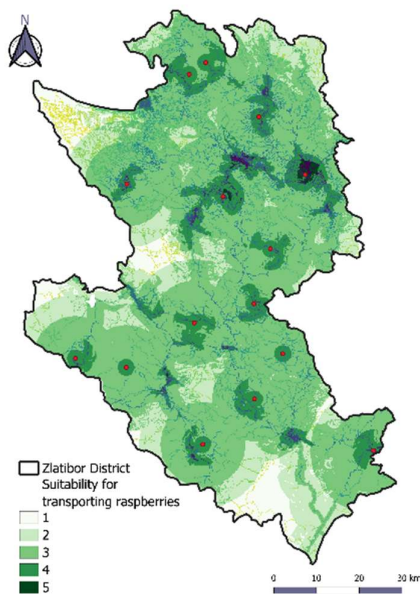 N
Zlatibor District
Suitability for
transporting raspberries
1
2
3
4
5
0 10 20 30 km